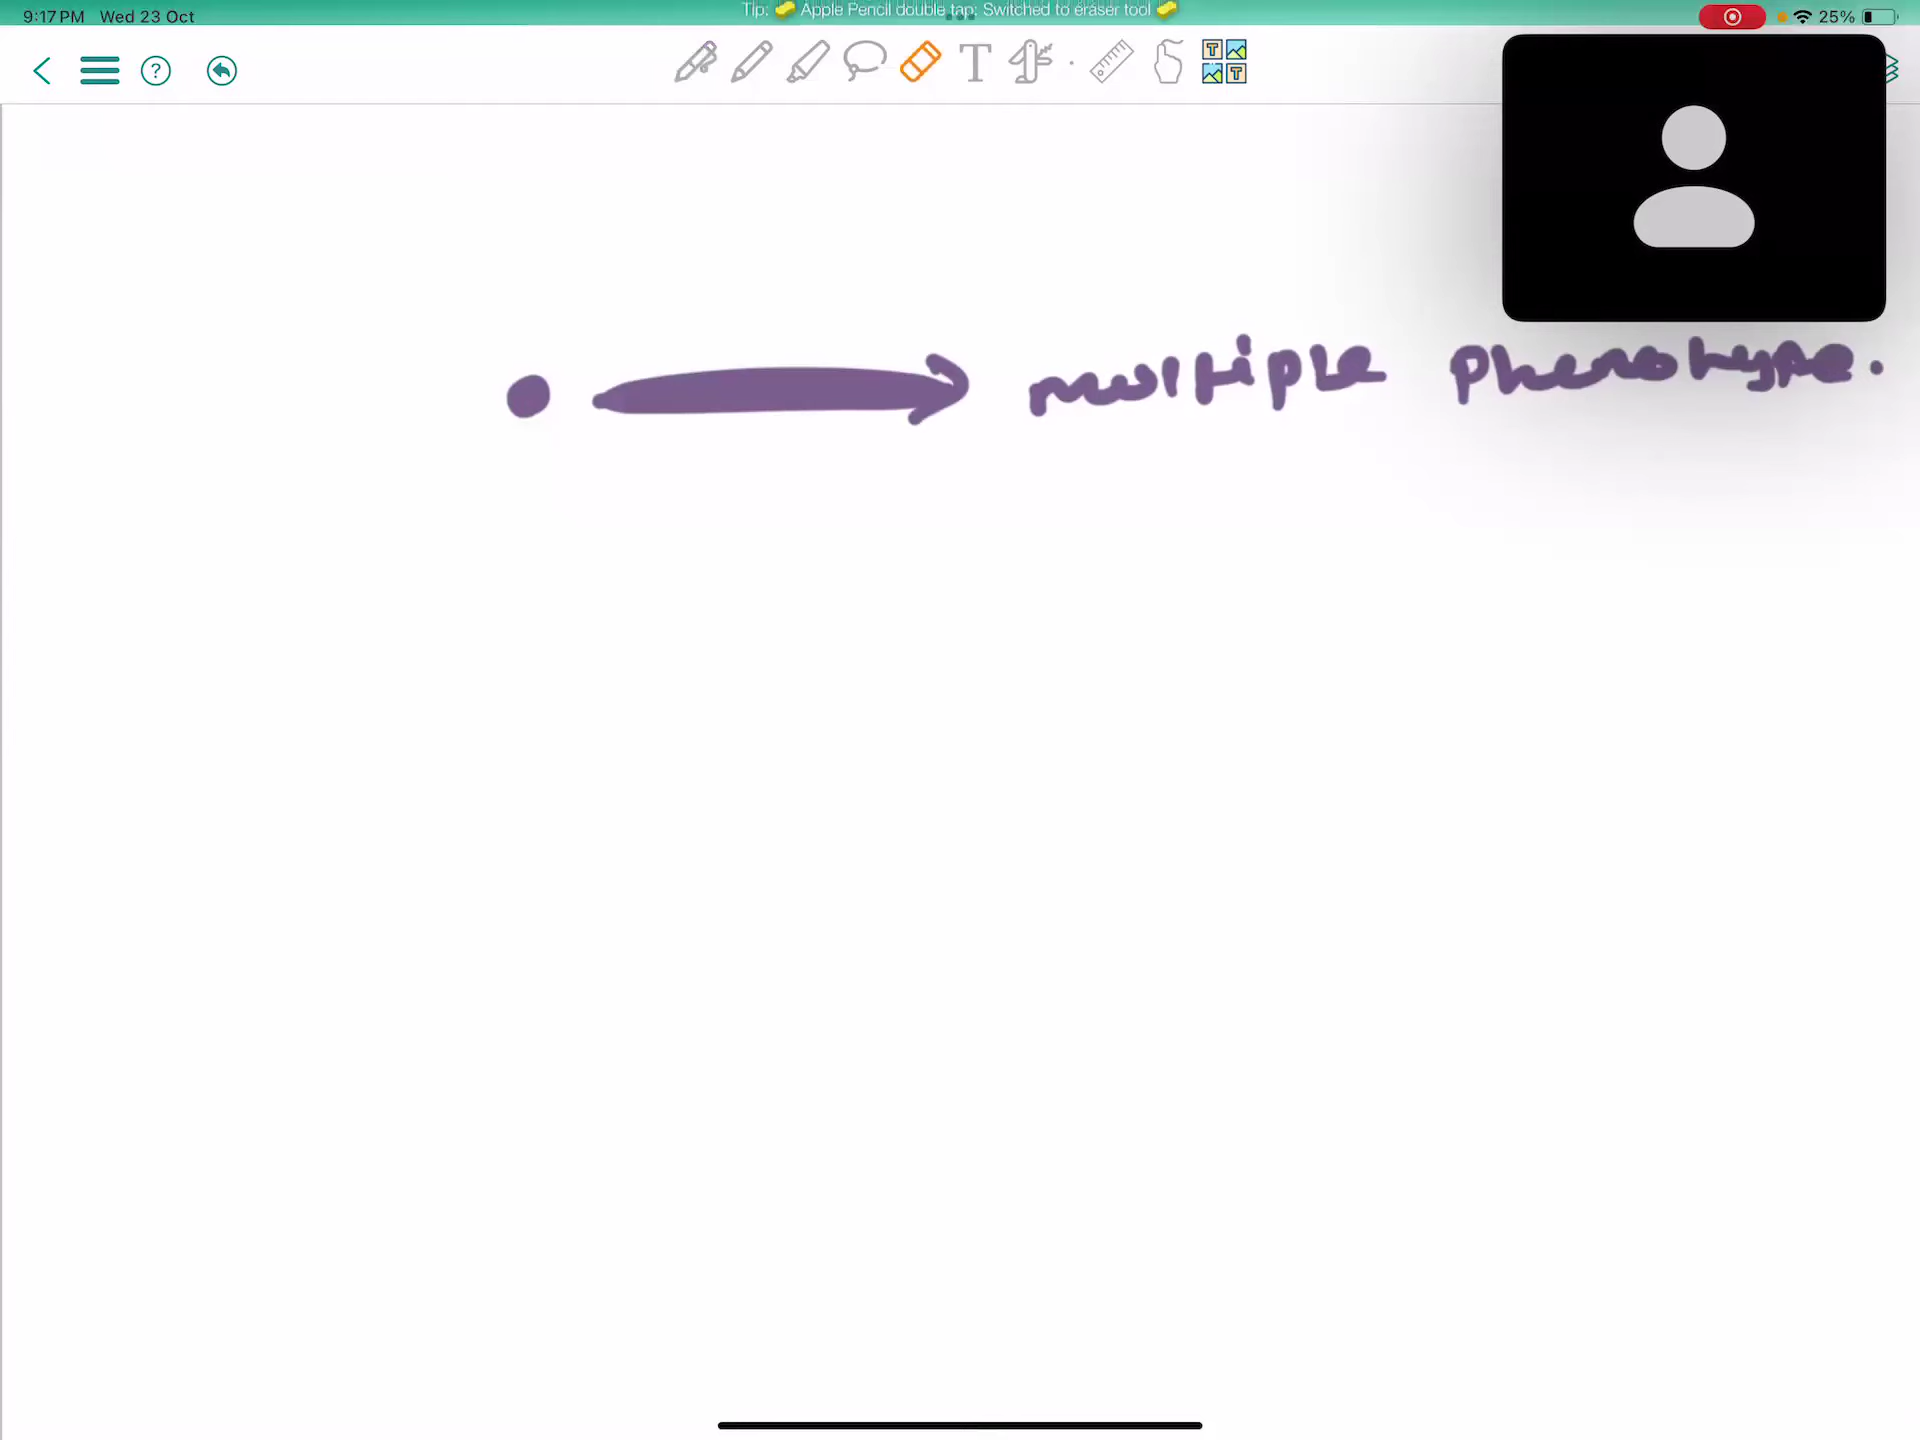 Tip: Apple Pencil double tap: Switched to eraser tool
9:17 PM Wed 23 Oct
25%
multiple phenotype.